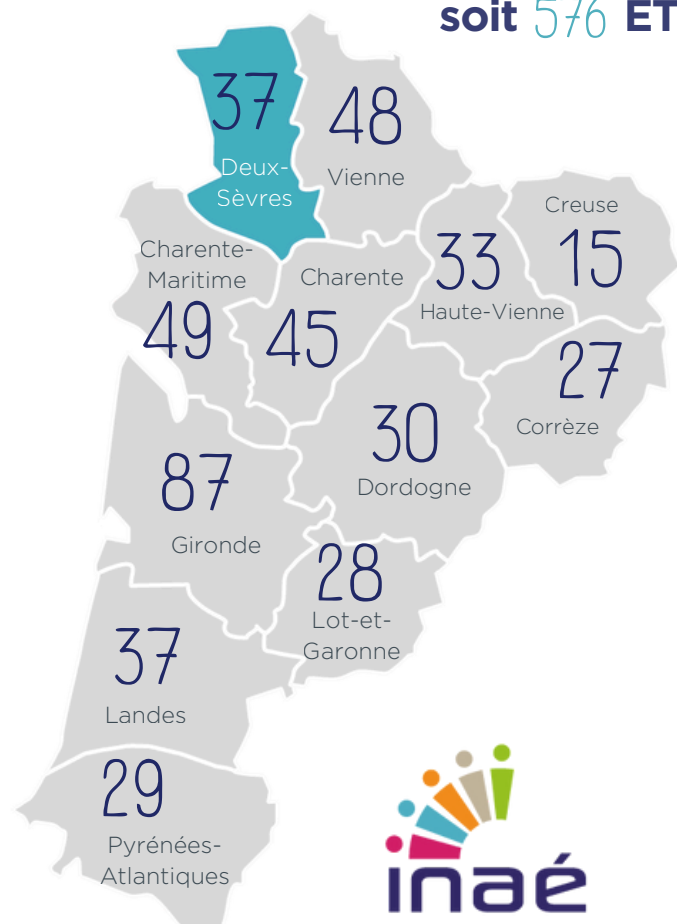 soit 576 ET
37
Deux-
Sèvres
48
Vienne
Creuse
15
Charente-
Maritime
49
Charente
45
33
Haute-Vienne
27
Corrèze
30
Dordogne
87
Gironde
28
Lot-et-
Garonne
37
Landes
29
Pyrénées-
Atlantiques
inaé